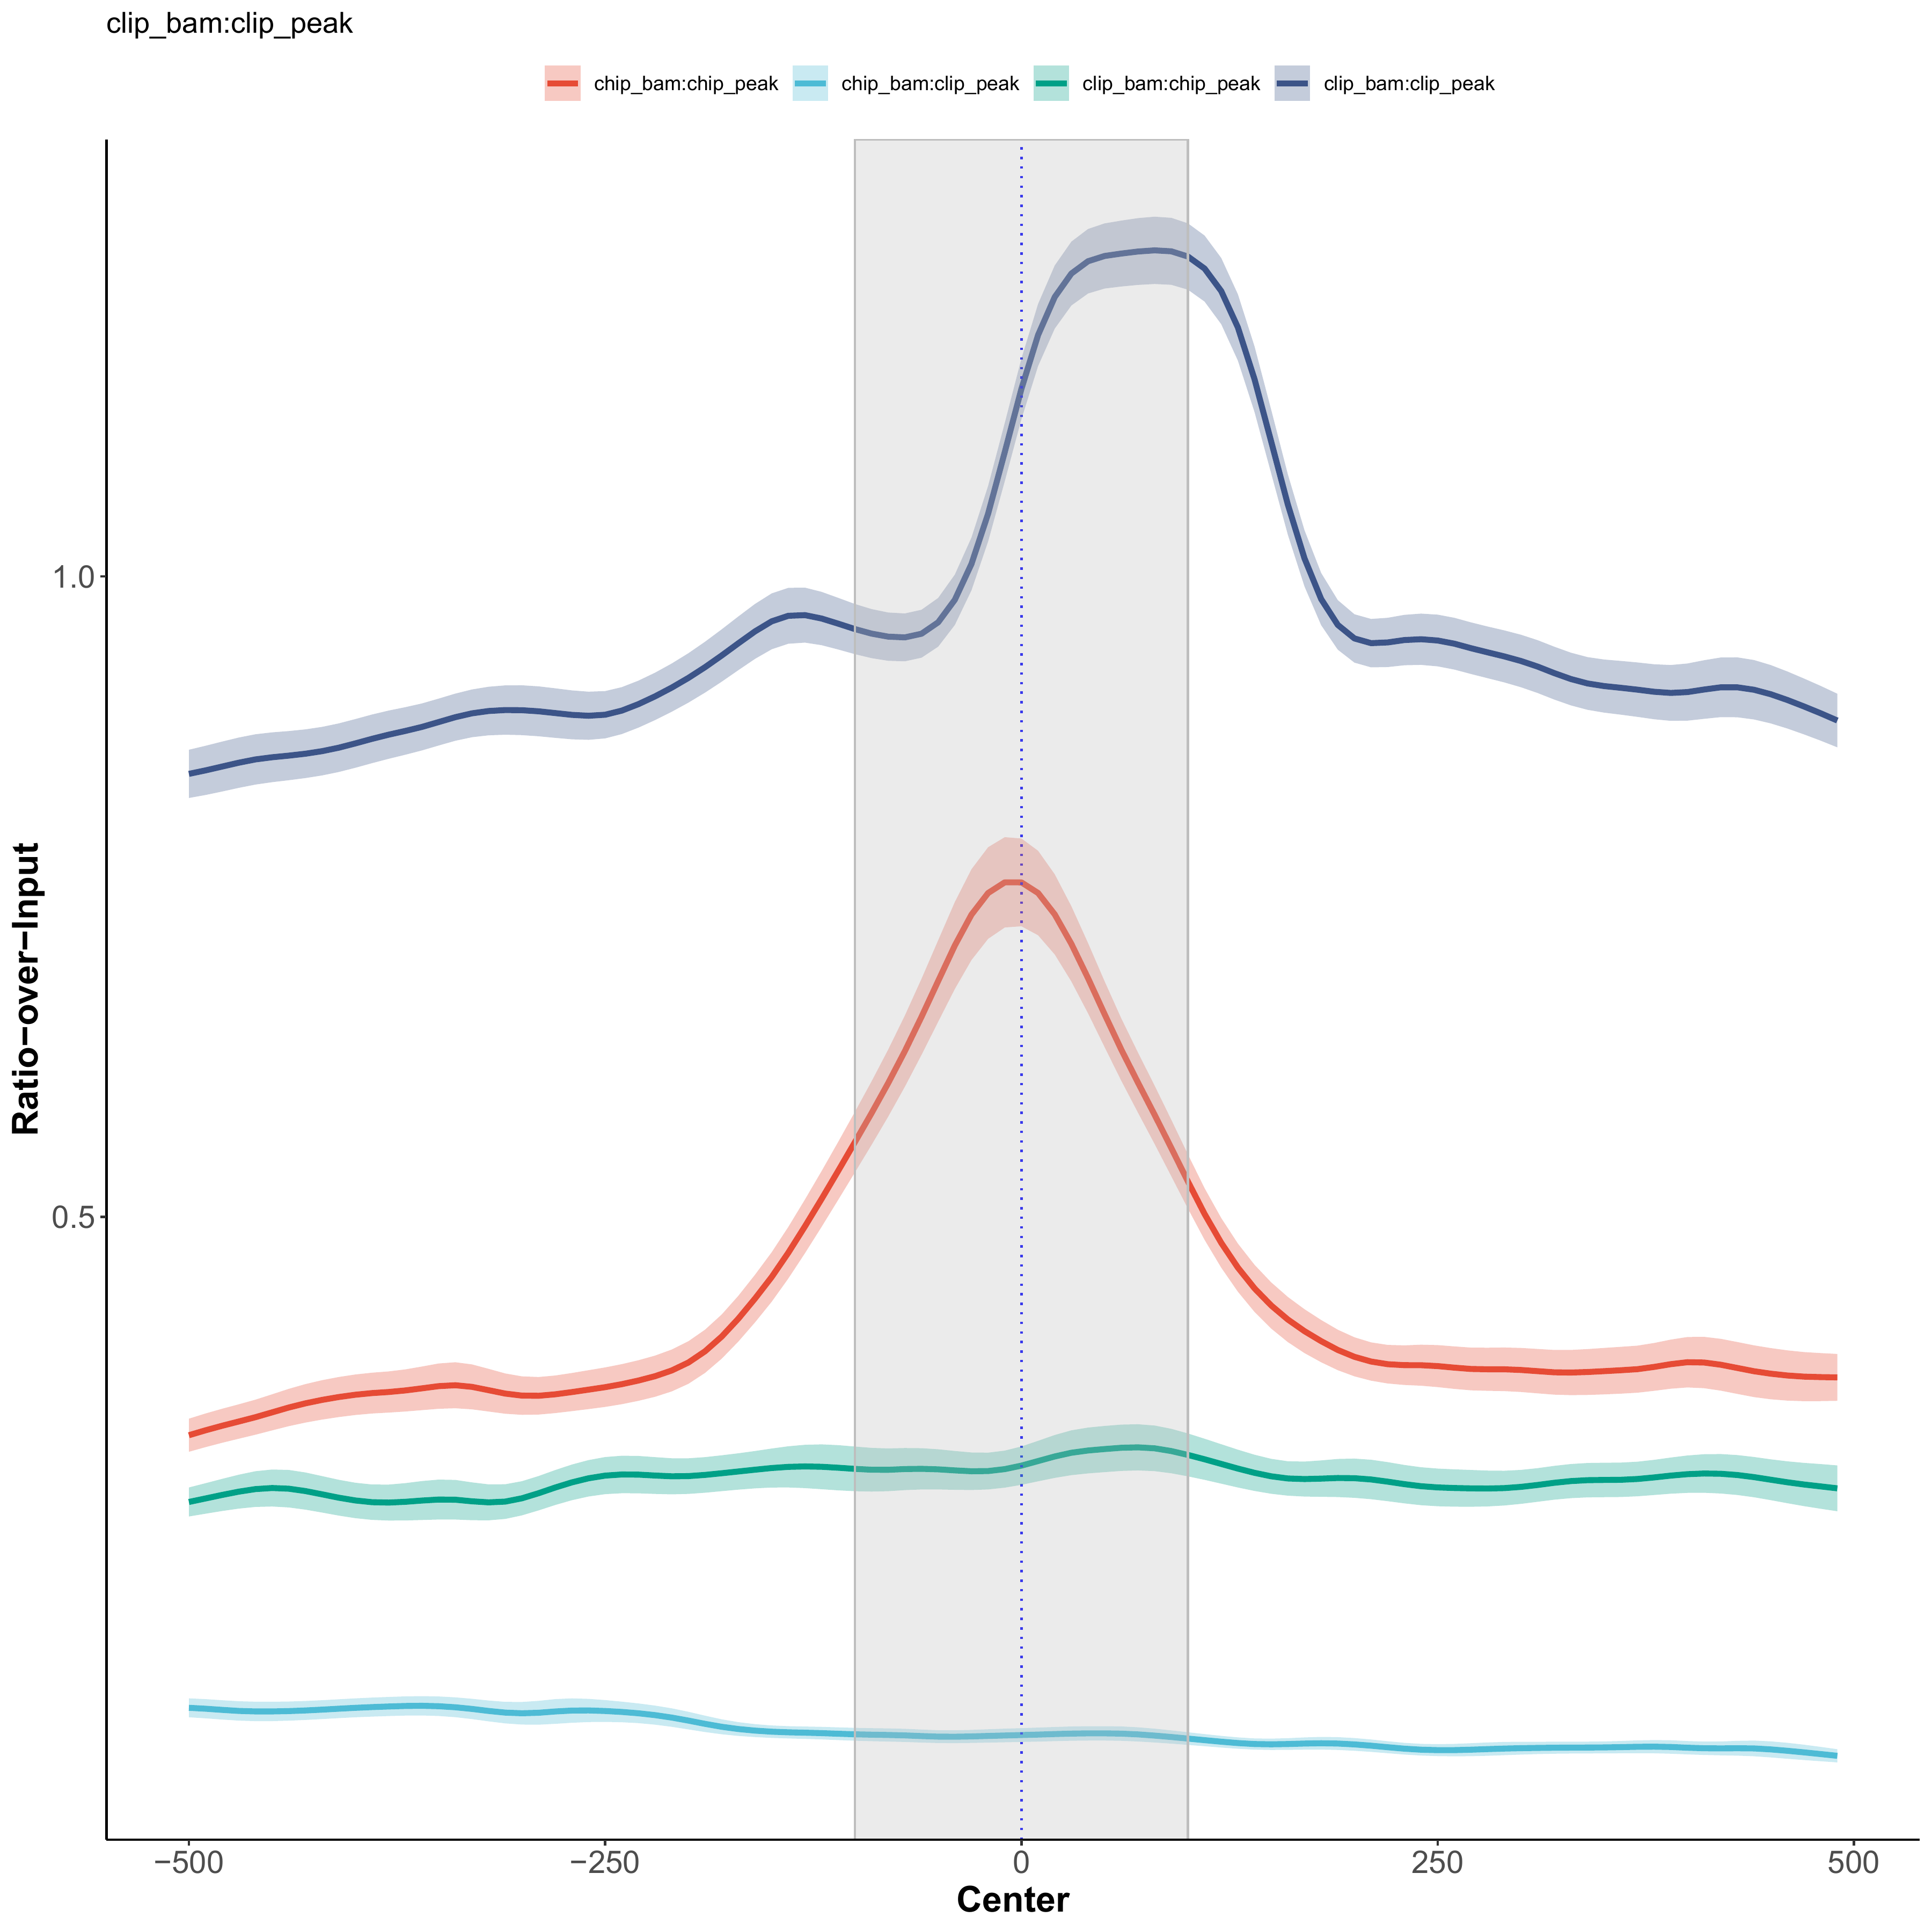 clip_bam:clip_peak
chip_bam:chip_peak chip_bam:clip_peak clip_bam:chip_peak clip_bam:clip_peak
Ratio-over-Input
1.0
0.5
−500 −250 0 250 500
Center